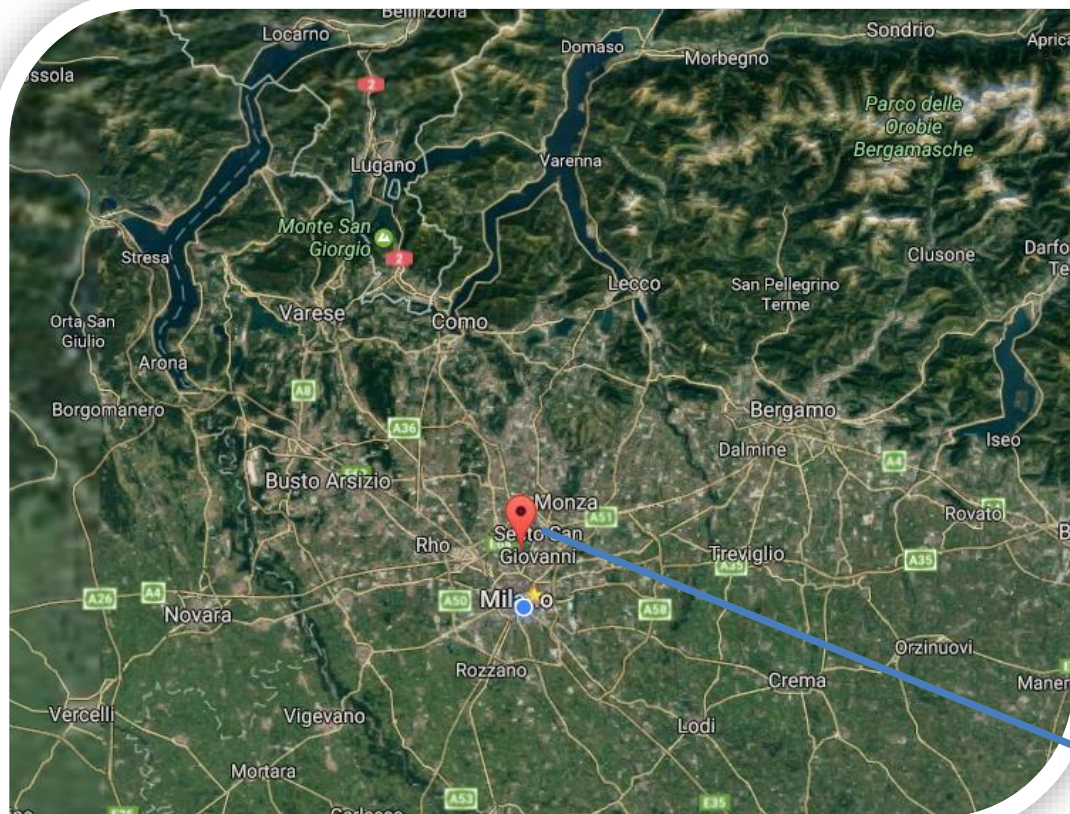 Bellinzona
Locarno
Sondrio
Domaso
Morbegno
Aprica
ossola
2
Parco delle
Orobie
Bergamasche
Lugano
Varenna
Monte San
Giorgio
2
Stresa
Clusone
Darfo
Te
Lecco
San Pellegrino
Terme
Varese
Como
Orta San
Giulio
Arona
A8
Borgomanero
Bergamo
A36
Iseo
Dalmine
A4
Busto Arsizio
Monza
A51
Rovato
Sesto San
Giovanni
Rho
Treviglio
A35
A35
A26
A4
A50
Milano
A58
Novara
Orzinuovi
Rozzano
Crema
Maner
Vercelli
Vigevano
Lodi
Mortara
A53
E35